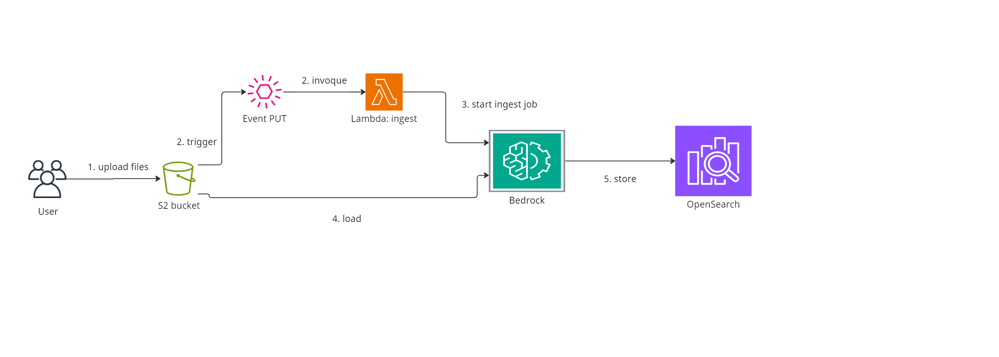 1. upload files
User
S2 bucket
2. trigger
Event PUT
2. invoque
Lambda: ingest
3. start ingest job
4. load
Bedrock
5. store
OpenSearch